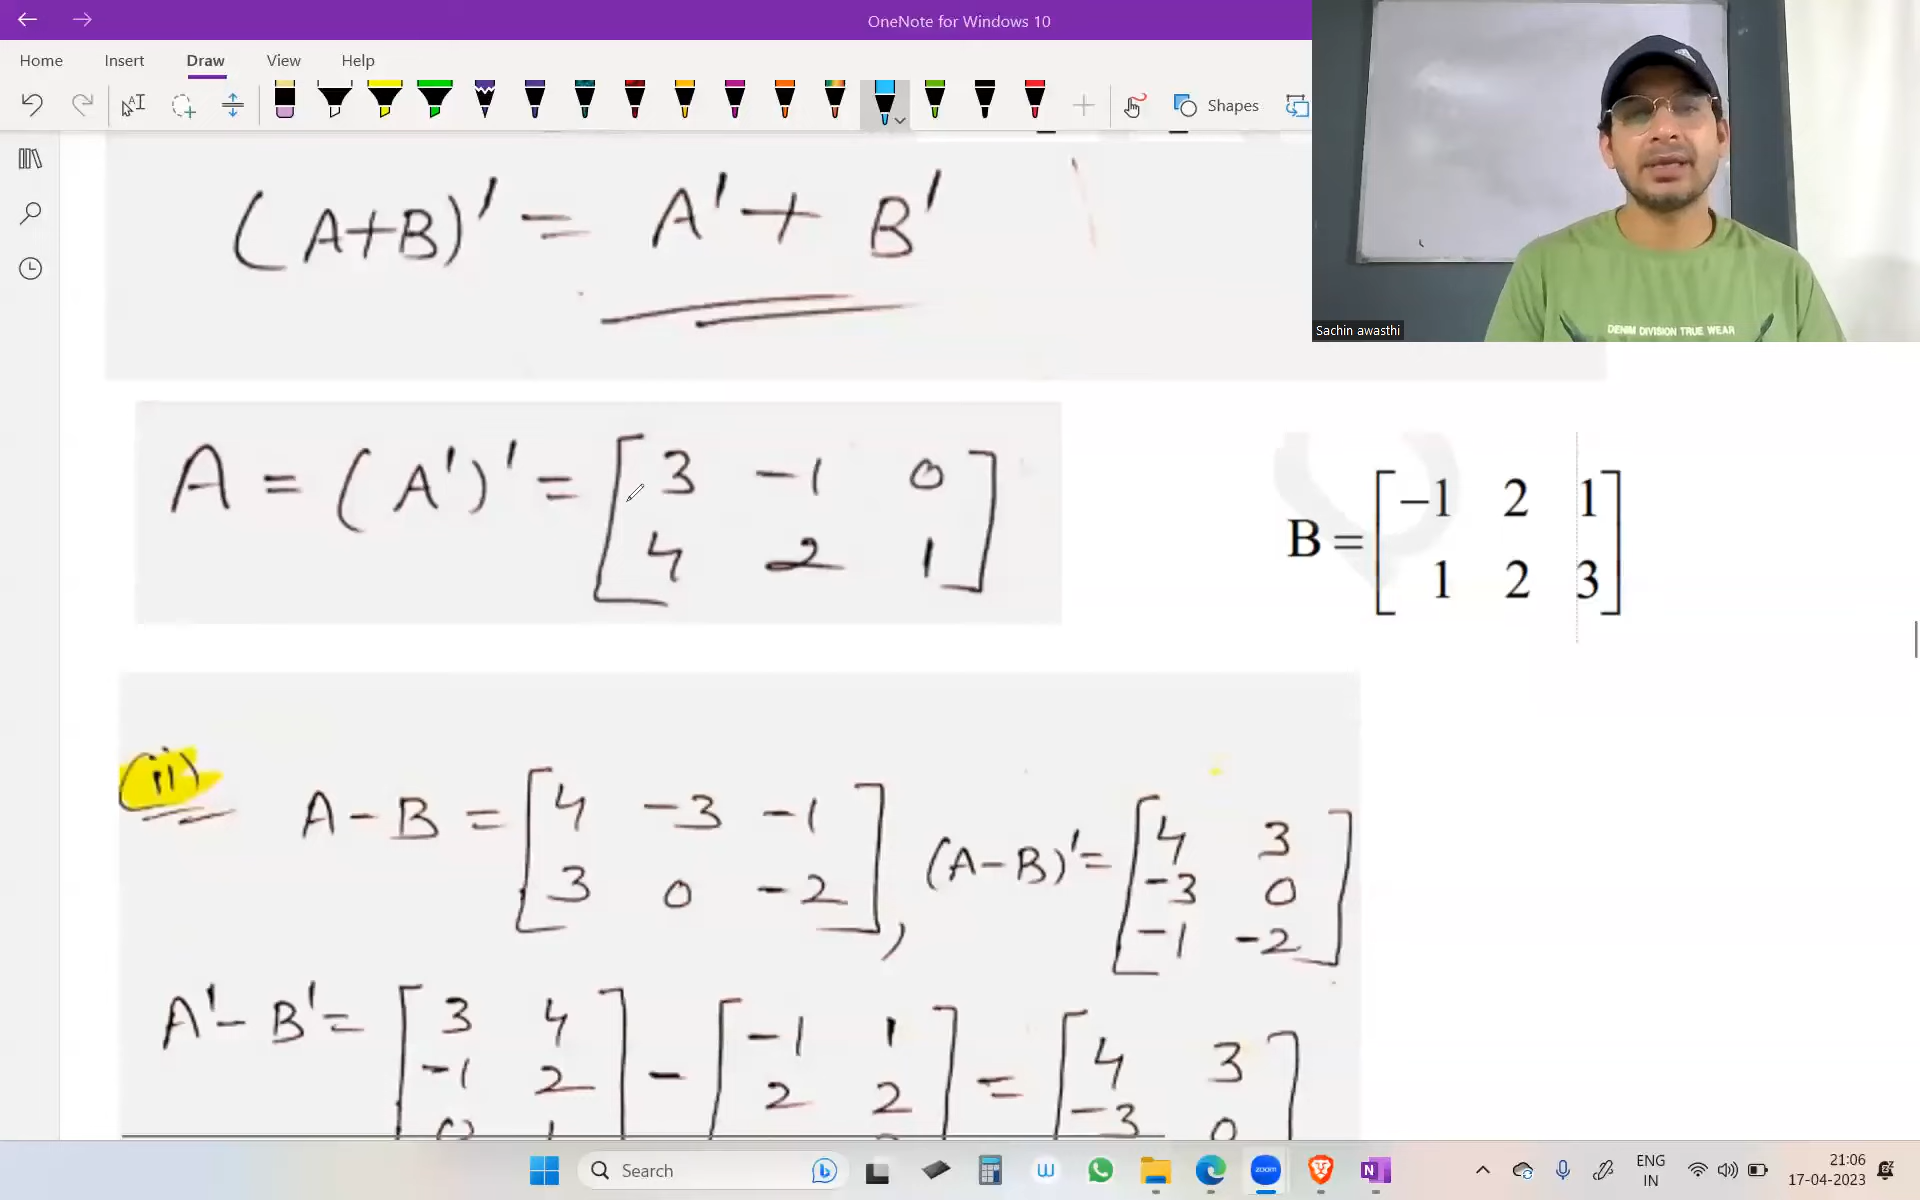 OneNote for Windows 10
Home Insert Draw View Help
Shapes
(A+B)' = A' + B'
Sachin awasthi
DENIM DIVISION TRUE WEAR
A = (A')' = [3 -1 0
4 2 1]
B = [-1 2 1
1 2 3]
(ii) A - B = [4 -3 -1
3 0 -2],
(A-B)' = [4 3
-3 0
-1 -2]
A' - B' = [3 4
-1 2
0 1] - [-1 1
2 2] = [4 3
-3 0
Search
ENG
IN
21:06
17-04-2023